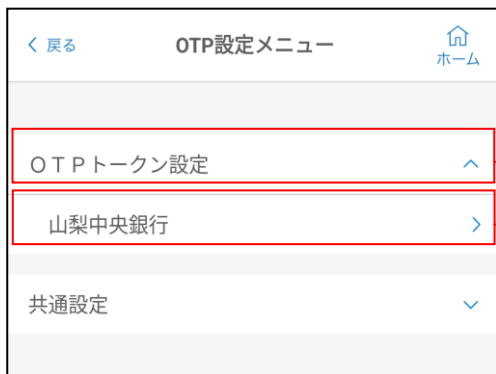 戻る
OTP設定メニュー
ホーム
ＯＴＰトークン設定
山梨中央銀行
共通設定